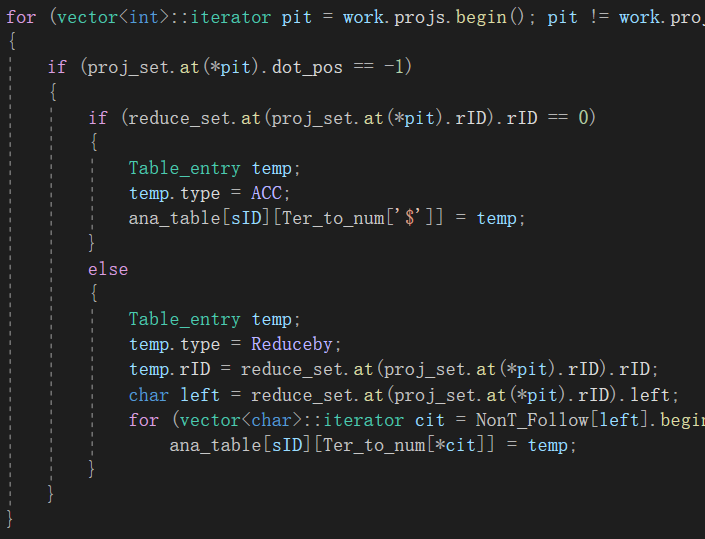 for (vector<int>::iterator pit = work.projs.begin(); pit != work.proj
{
if (proj_set.at(*pit).dot_pos == -1)
{
if (reduce_set.at(proj_set.at(*pit).rID).rID == 0)
{
Table_entry temp;
temp.type = ACC;
ana_table[sID][Ter_to_num['$']] = temp;
}
else
{
Table_entry temp;
temp.type = Reduceby;
temp.rID = reduce_set.at(proj_set.at(*pit).rID).rID;
char left = reduce_set.at(proj_set.at(*pit).rID).left;
for (vector<char>::iterator cit = NonT_Follow[left].begin
ana_table[sID][Ter_to_num[*cit]] = temp;
}
}
}